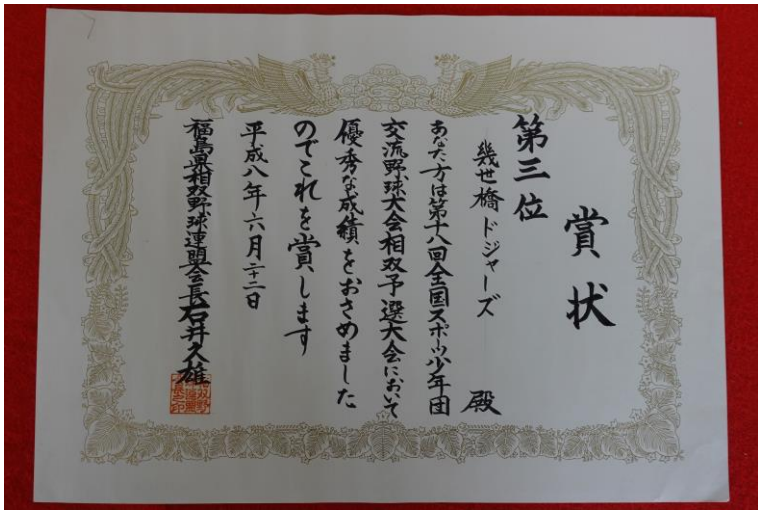 賞状
第三位
幾世橋ドジャーズ 殿
あなた方は第十八回全国スポーツ少年団
交流野球大会相双予選大会において
優秀な成績をおさめました
のでこれを賞します
平成八年六月二十二日
福島県相双野球連盟会長石井久雄